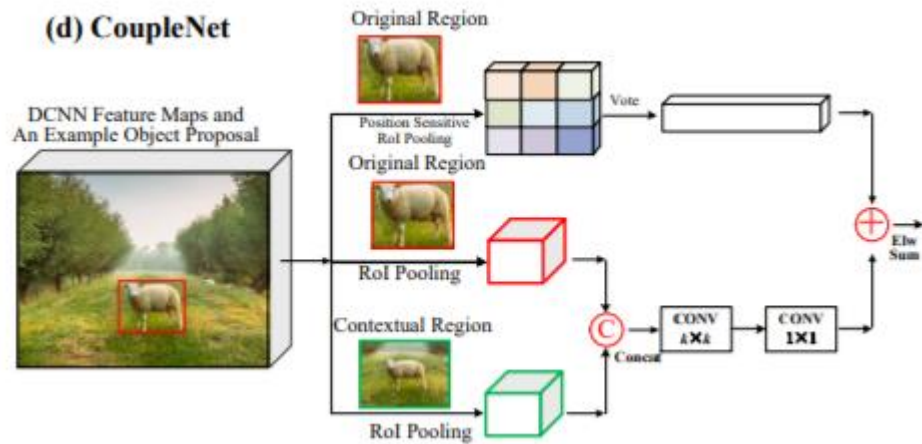 (d) CoupleNet
DCNN Feature Maps and
An Example Object Proposal
Original Region
Position Sensitive
RoI Pooling
Vote
Original Region
RoI Pooling
Contextual Region
RoI Pooling
C
Concat
CONV
k×k
CONV
1×1
+
Elw
Sum